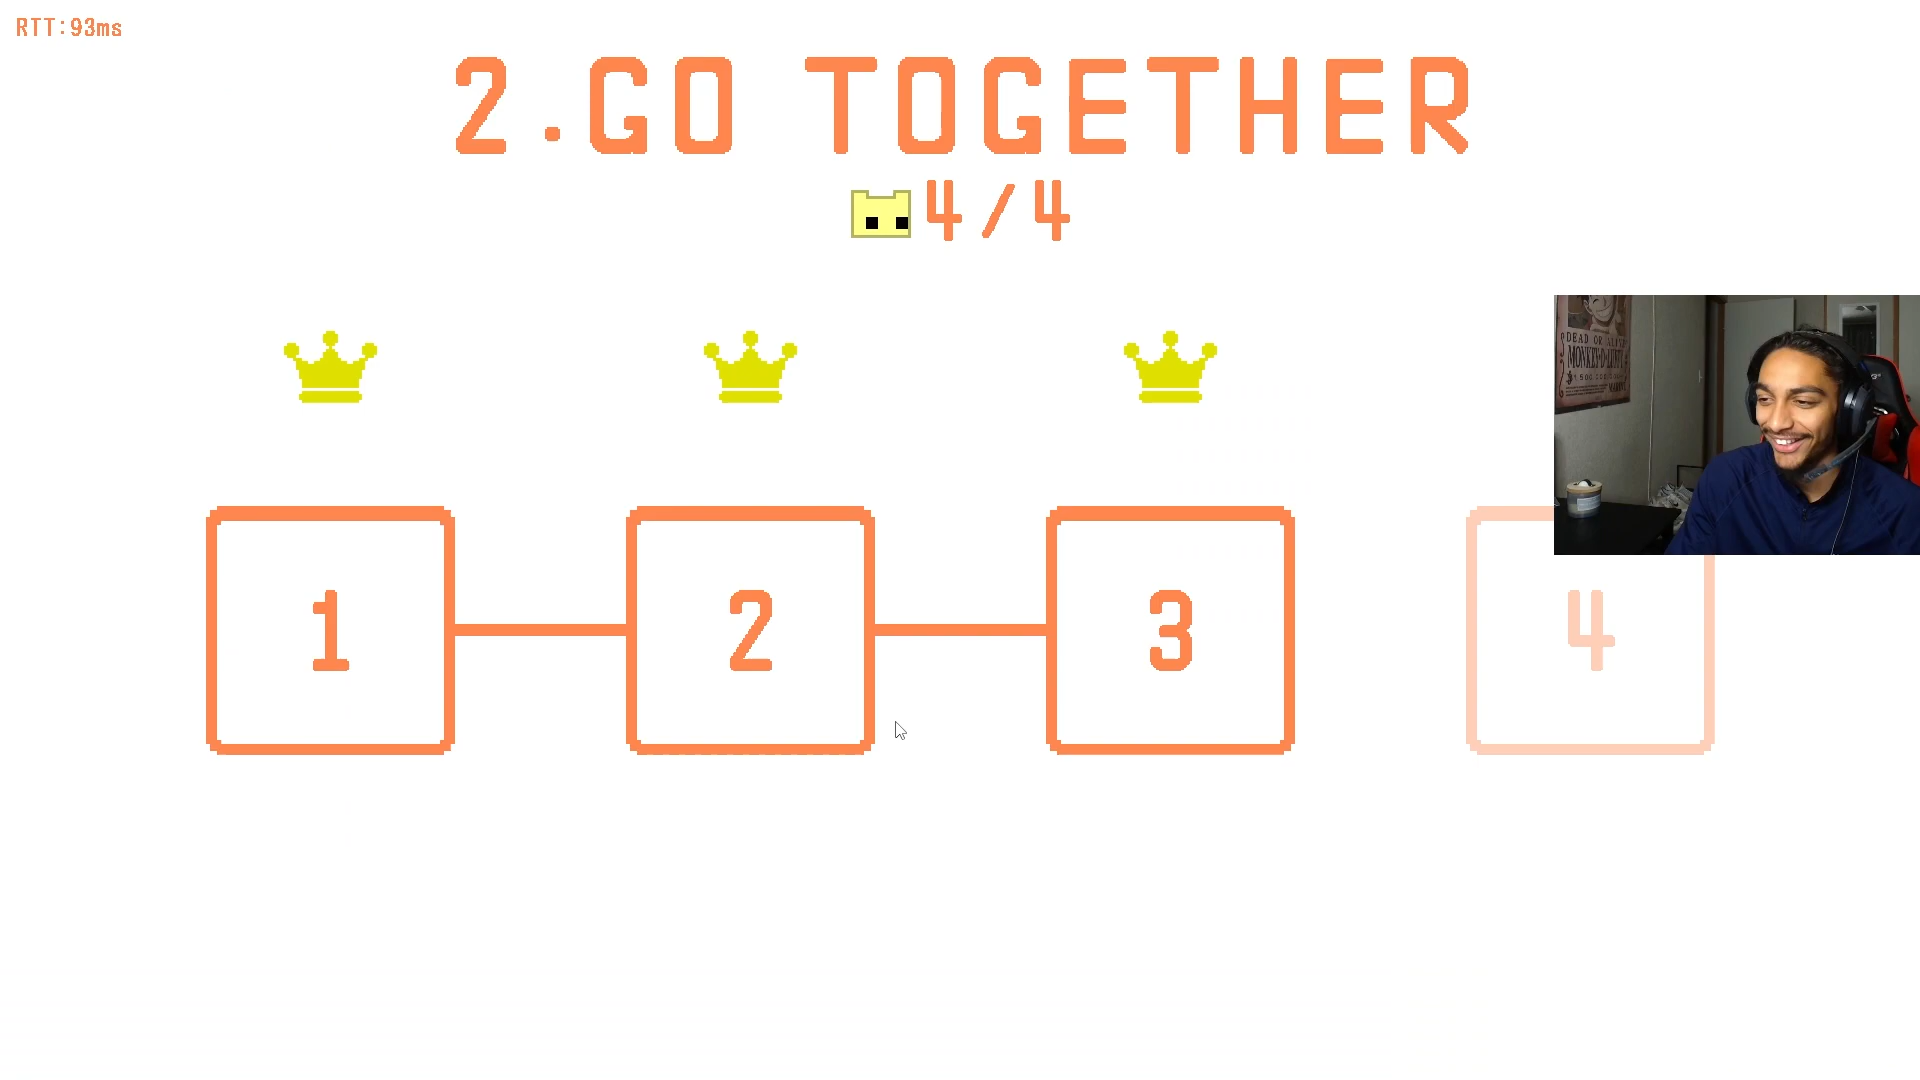 RTT:93ms
2.GO TOGETHER
4/4
DEAD OR ALIVE
MONKEY·D·LUFFY
1
2
3
4